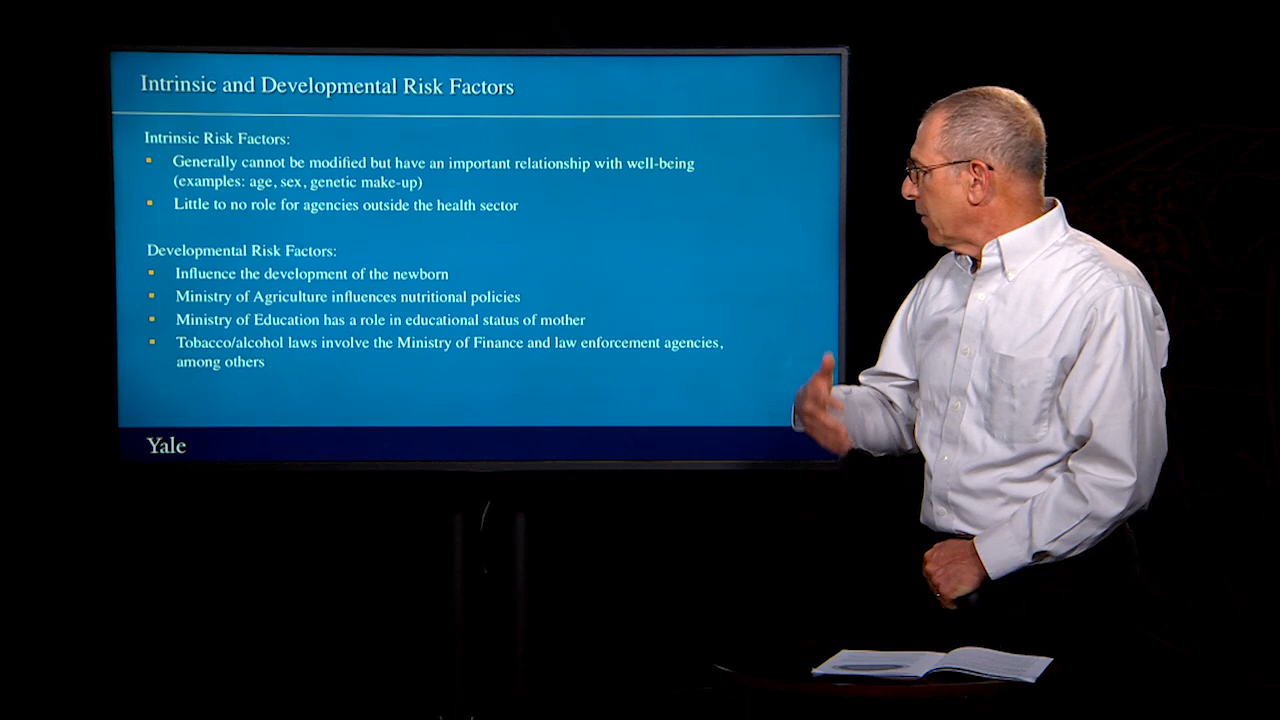 Intrinsic and Developmental Risk Factors
Intrinsic Risk Factors:
Generally cannot be modified but have an important relationship with well-being
(examples: age, sex, genetic make-up)
Little to no role for agencies outside the health sector
Developmental Risk Factors:
Influence the development of the newborn
Ministry of Agriculture influences nutritional policies
Ministry of Education has a role in educational status of mother
Tobacco/alcohol laws involve the Ministry of Finance and law enforcement agencies,
among others
Yale